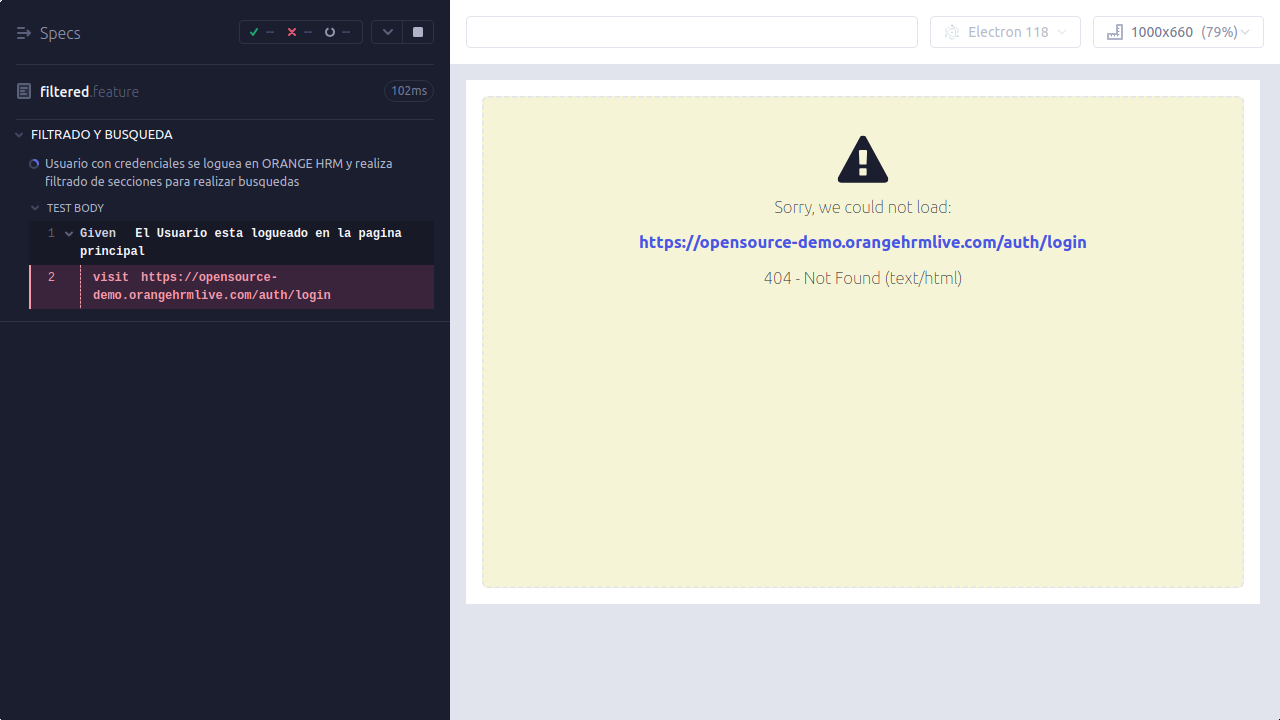 Specs
--
--
--
filtered.feature
102ms
FILTRADO Y BUSQUEDA
Usuario con credenciales se loguea en ORANGE HRM y realiza
filtrado de secciones para realizar busquedas
TEST BODY
1 Given El Usuario esta logueado en la pagina
principal
2 visit https://opensource-
demo.orangehrmlive.com/auth/login
Electron 118
1000x660 (79%)
Sorry, we could not load:
https://opensource-demo.orangehrmlive.com/auth/login
404 - Not Found (text/html)